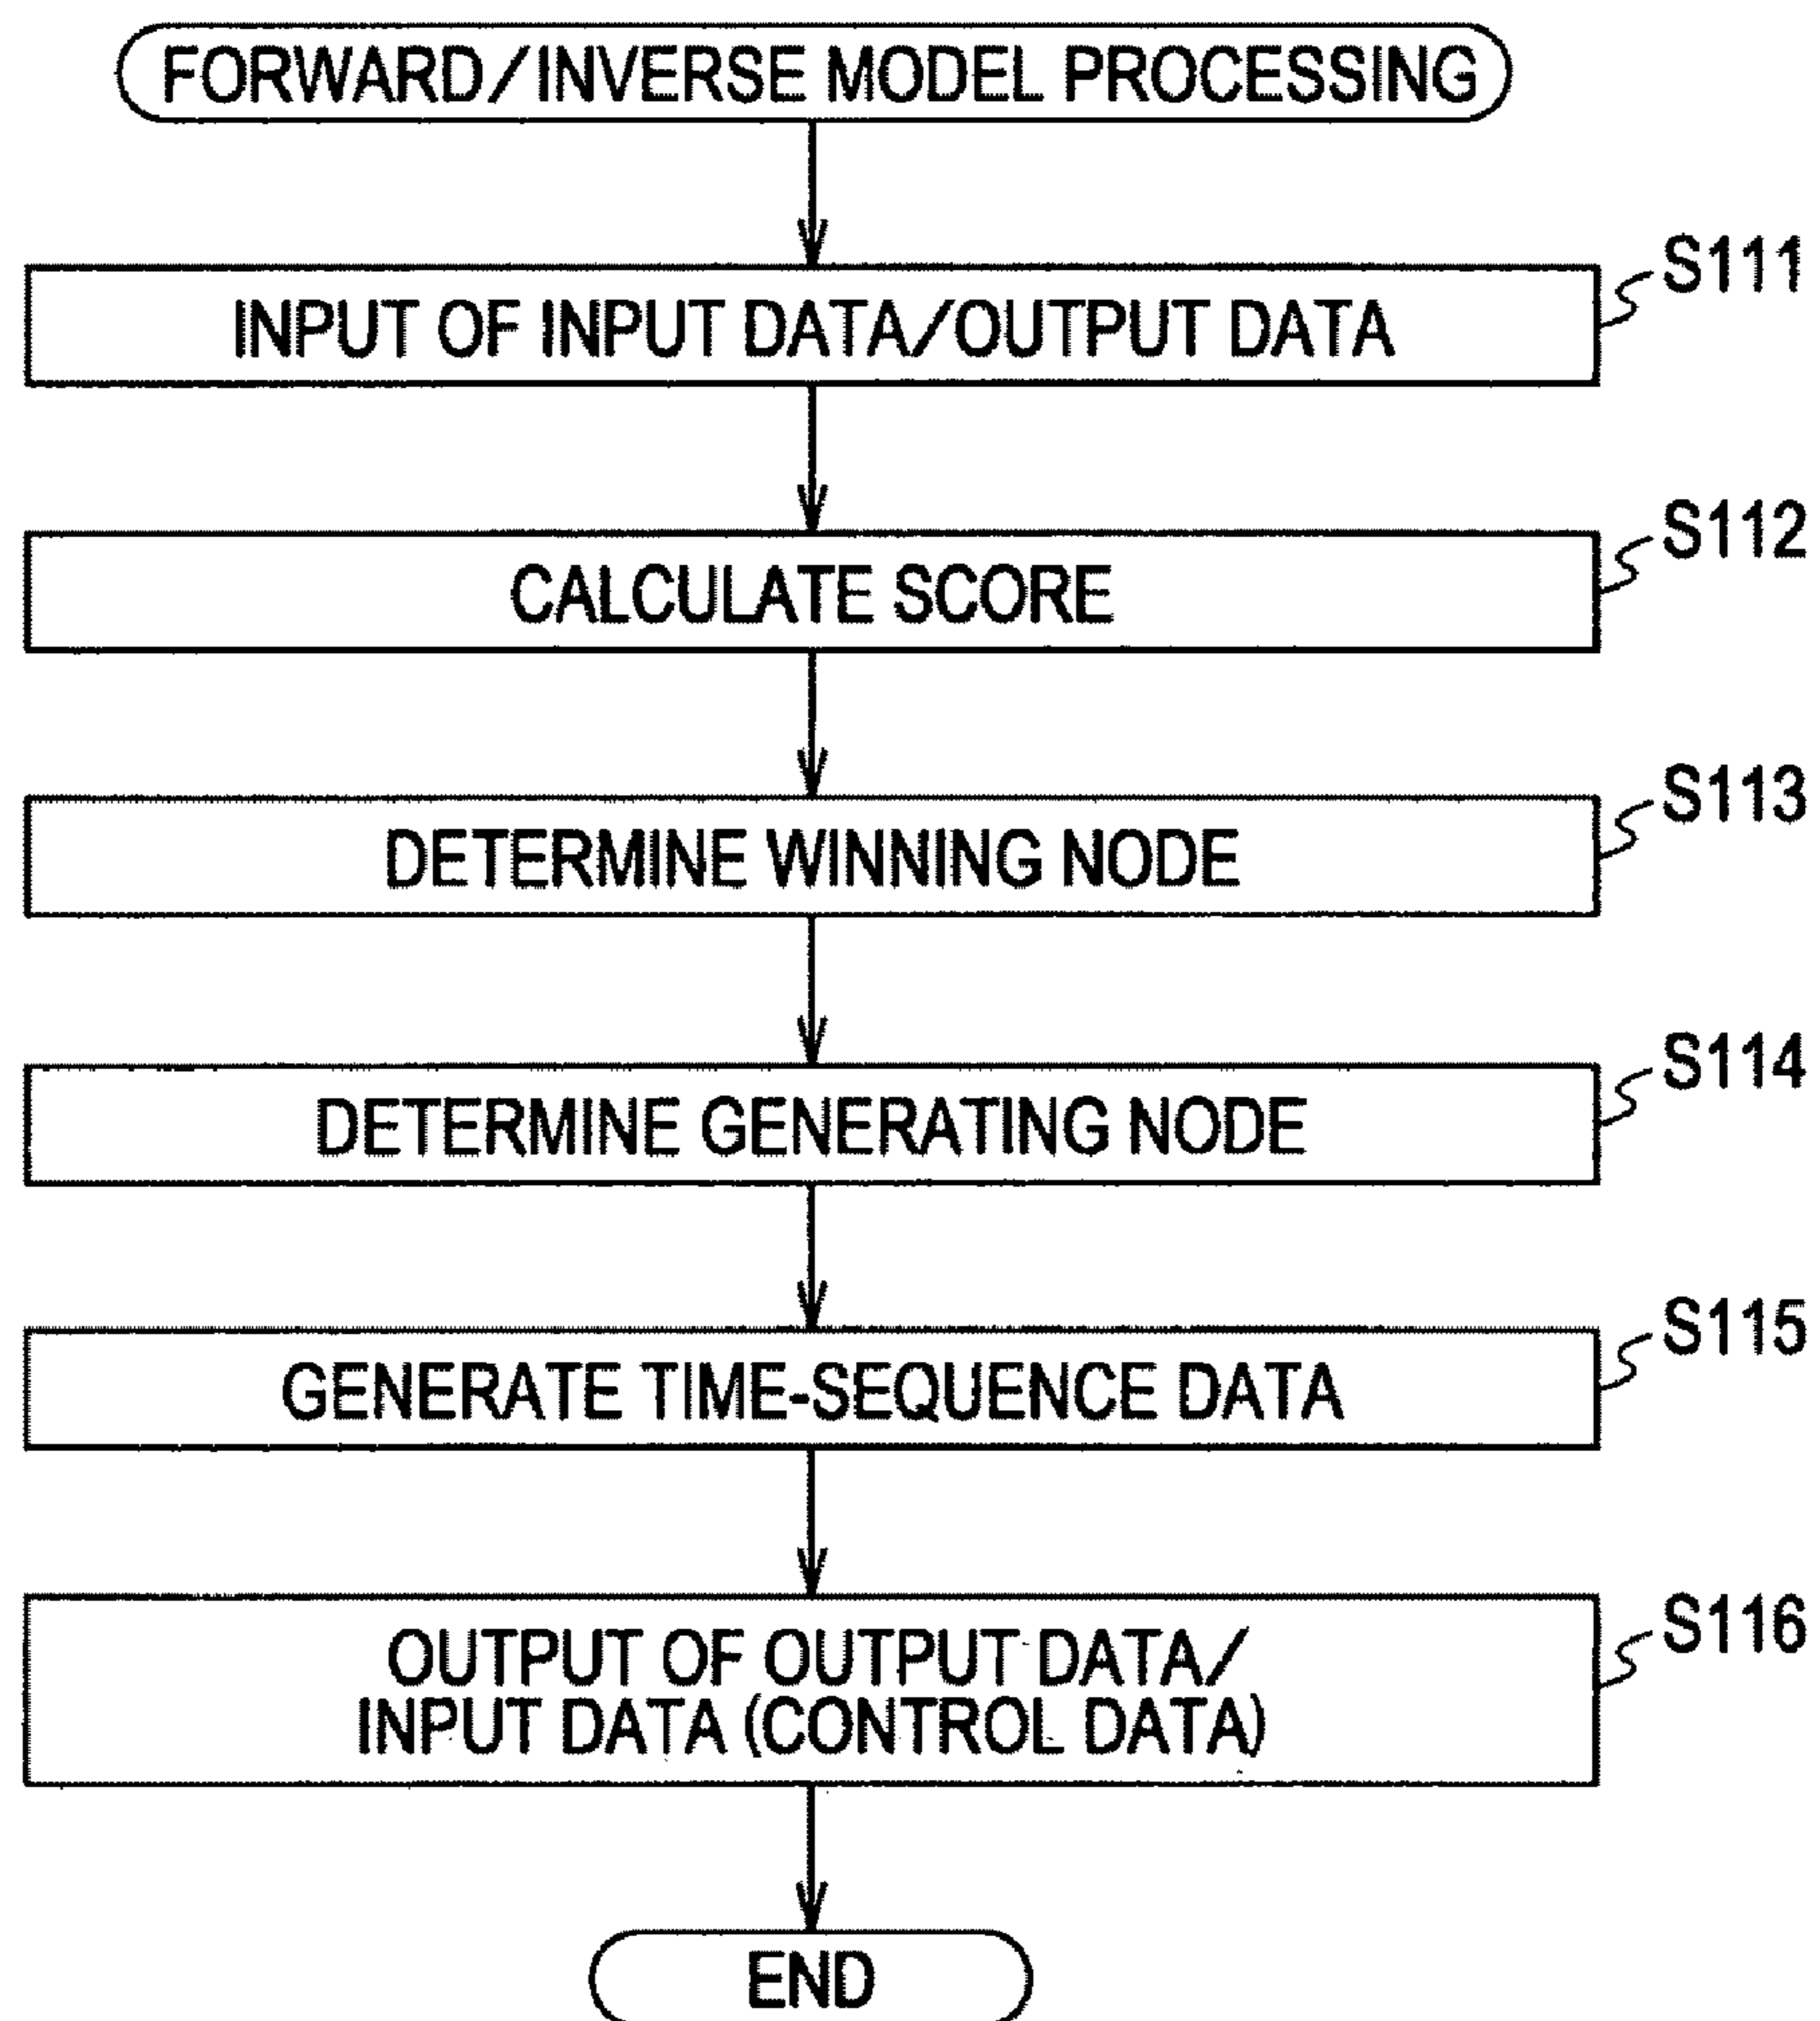 FORWARD/INVERSE MODEL PROCESSING
S111
INPUT OF INPUT DATA/OUTPUT DATA
S112
CALCULATE SCORE
S113
DETERMINE WINNING NODE
S114
DETERMINE GENERATING NODE
S115
GENERATE TIME-SEQUENCE DATA
S116
OUTPUT OF OUTPUT DATA/
INPUT DATA (CONTROL DATA)
END